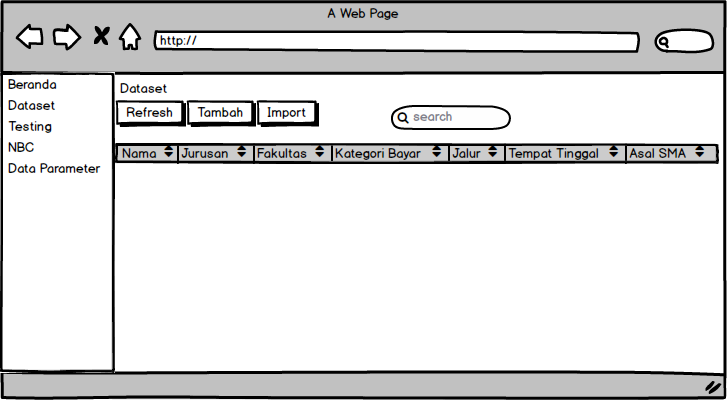 A Web Page
http://
Beranda
Dataset
Testing
NBC
Data Parameter
Dataset
Refresh Tambah Import search
Nama Jurusan Fakultas Kategori Bayar Jalur Tempat Tinggal Asal SMA